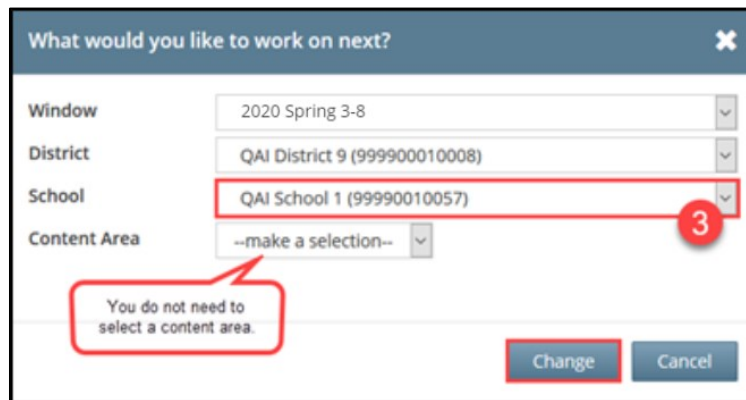 What would you like to work on next?
Window 2020 Spring 3-8
District QAI District 9 (999900010008)
School QAI School 1 (99990010057)
3
Content Area --make a selection--
You do not need to
select a content area.
Change Cancel